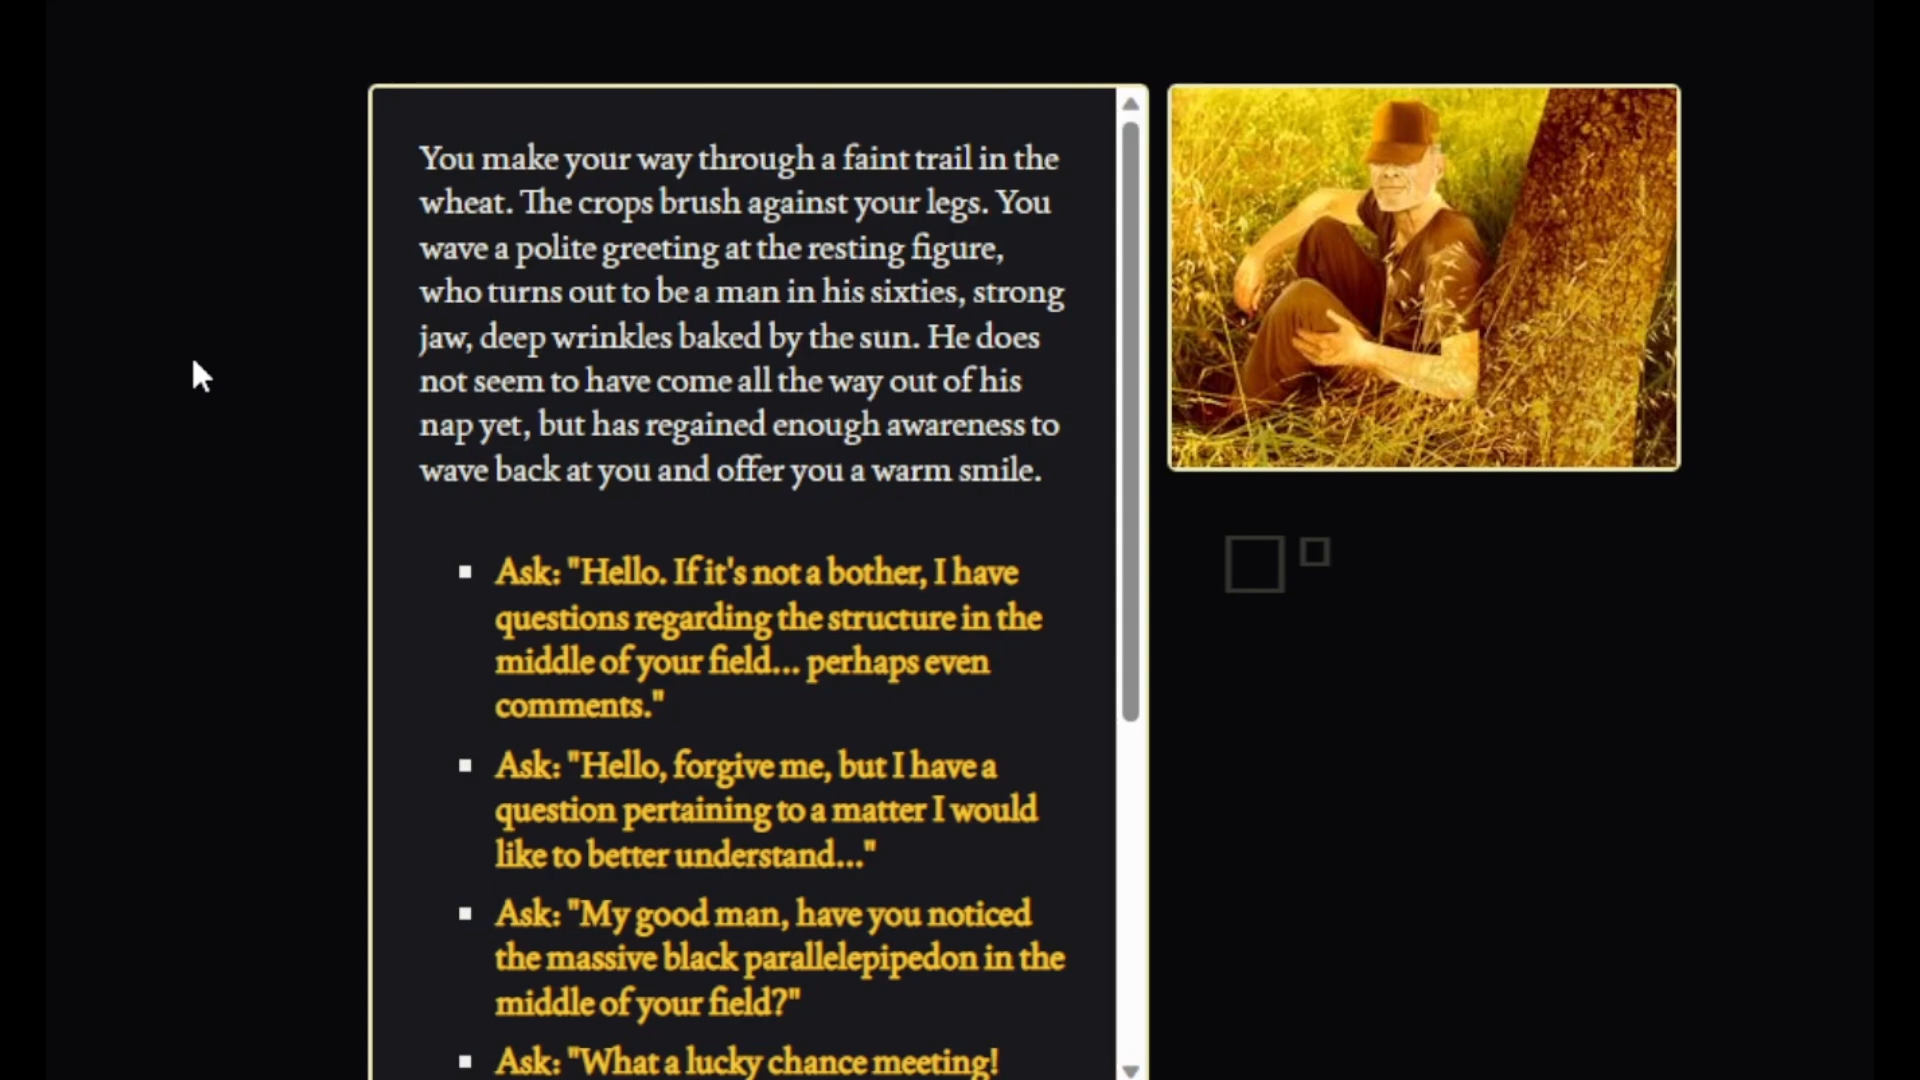 You make your way through a faint trail in the
wheat. The crops brush against your legs. You
wave a polite greeting at the resting figure,
who turns out to be a man in his sixties, strong
jaw, deep wrinkles baked by the sun. He does
not seem to have come all the way out of his
nap yet, but has regained enough awareness to
wave back at you and offer you a warm smile.
Ask: "Hello. If it's not a bother, I have
questions regarding the structure in the
middle of your field... perhaps even
comments."
Ask: "Hello, forgive me, but I have a
question pertaining to a matter I would
like to better understand..."
Ask: "My good man, have you noticed
the massive black parallelepipedon in the
middle of your field?"
Ask: "What a lucky chance meeting!